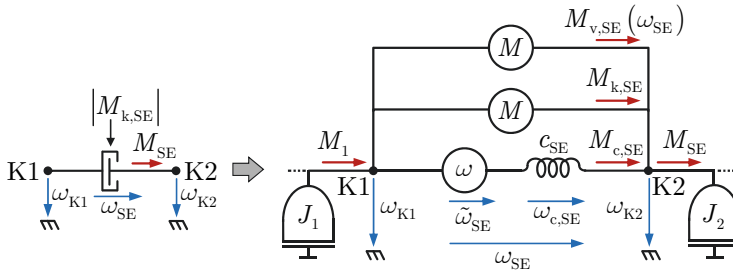 M_v,SE (ω_SE)
M
|M_k,SE|
M_k,SE
M
M_SE
M_1
c_SE
M_c,SE
M_SE
K1
K2
K1
ω
K2
ω_K1
ω_SE
ω_K2
J_1
ω_K1
ω̃_SE
ω_c,SE
ω_K2
J_2
ω_SE